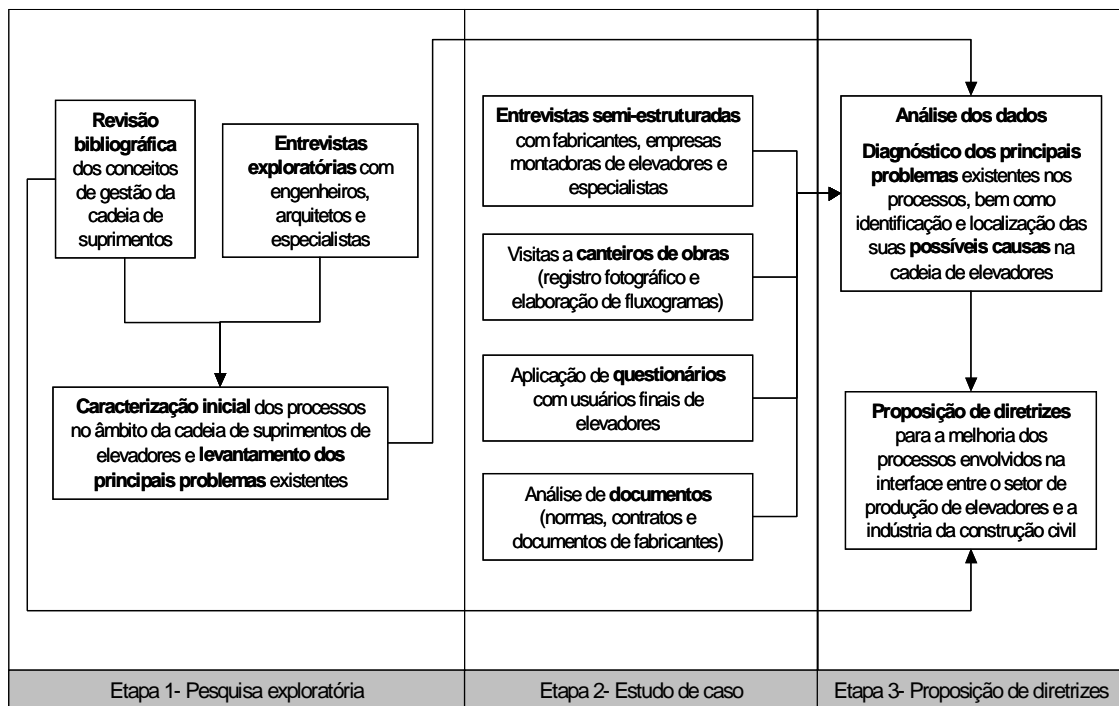 Revisão
bibliográfica
dos conceitos
de gestão da
cadeia de
suprimentos
Entrevistas
exploratórias com
engenheiros,
arquitetos e
especialistas
Caracterização inicial dos processos
no âmbito da cadeia de suprimentos de
elevadores e levantamento dos
principais problemas existentes
Entrevistas semi-estruturadas
com fabricantes, empresas
montadoras de elevadores e
especialistas
Visitas a canteiros de obras
(registro fotográfico e
elaboração de fluxogramas)
Aplicação de questionários
com usuários finais de
elevadores
Análise de documentos
(normas, contratos e
documentos de fabricantes)
Análise dos dados
Diagnóstico dos principais
problemas existentes nos
processos, bem como
identificação e localização das
suas possíveis causas na
cadeia de elevadores
Proposição de diretrizes
para a melhoria dos
processos envolvidos na
interface entre o setor de
produção de elevadores e a
indústria da construção civil
Etapa 1- Pesquisa exploratória
Etapa 2- Estudo de caso
Etapa 3- Proposição de diretrizes